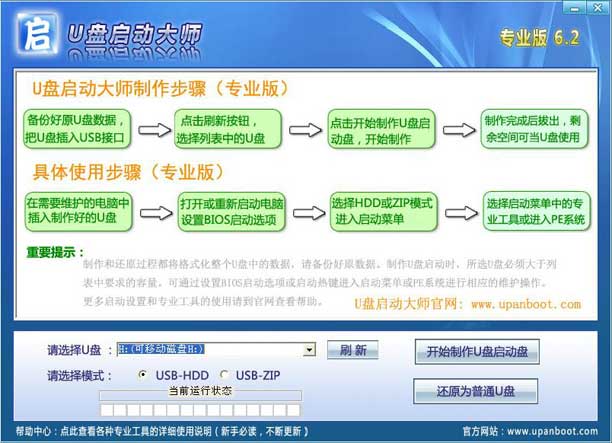 启 U盘启动大师
专业版 6.2
U盘启动大师制作步骤（专业版）
备份好原U盘数据，
把U盘插入USB接口
点击刷新按钮，
选择列表中的U盘
点击开始制作U盘启
动盘，开始制作
制作完成后拔出，剩
余空间可当U盘使用
具体使用步骤（专业版）
在需要维护的电脑中
插入制作好的U盘
打开或重新启动电脑
设置BIOS启动选项
选择HDD或ZIP模式
进入启动菜单
选择启动菜单中的专
业工具或进入PE系统
重要提示：
制作和还原过程都将格式化整个U盘中的数据，请备份好原数据。制作U盘启动时，所选U盘必须大于列
表中要求的容量，可通过设置BIOS启动选项或启动热键进入启动菜单或PE系统进行相应的维护操作。
更多启动设置和专业工具的使用请到官网查看帮助。
U盘启动大师官网: www.upanboot.com
请选择U盘：
H:(可移动磁盘H:)
刷 新
开始制作U盘启动盘
请选择模式：
USB-HDD
USB-ZIP
当前运行状态
还原为普通U盘
帮助中心：点此查看各种专业工具的详细使用说明（新手必读，不断更新）
官方网站：www.upanboot.com